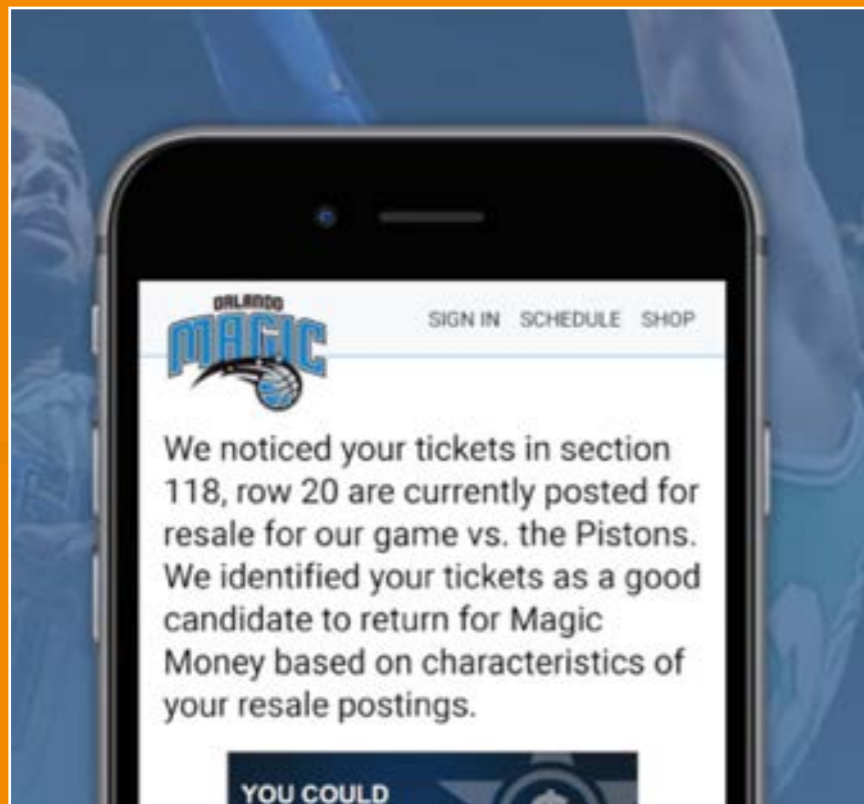 ORLANDO
MAGIC
SIGN IN SCHEDULE SHOP
We noticed your tickets in section
118, row 20 are currently posted for
resale for our game vs. the Pistons.
We identified your tickets as a good
candidate to return for Magic
Money based on characteristics of
your resale postings.
YOU COULD